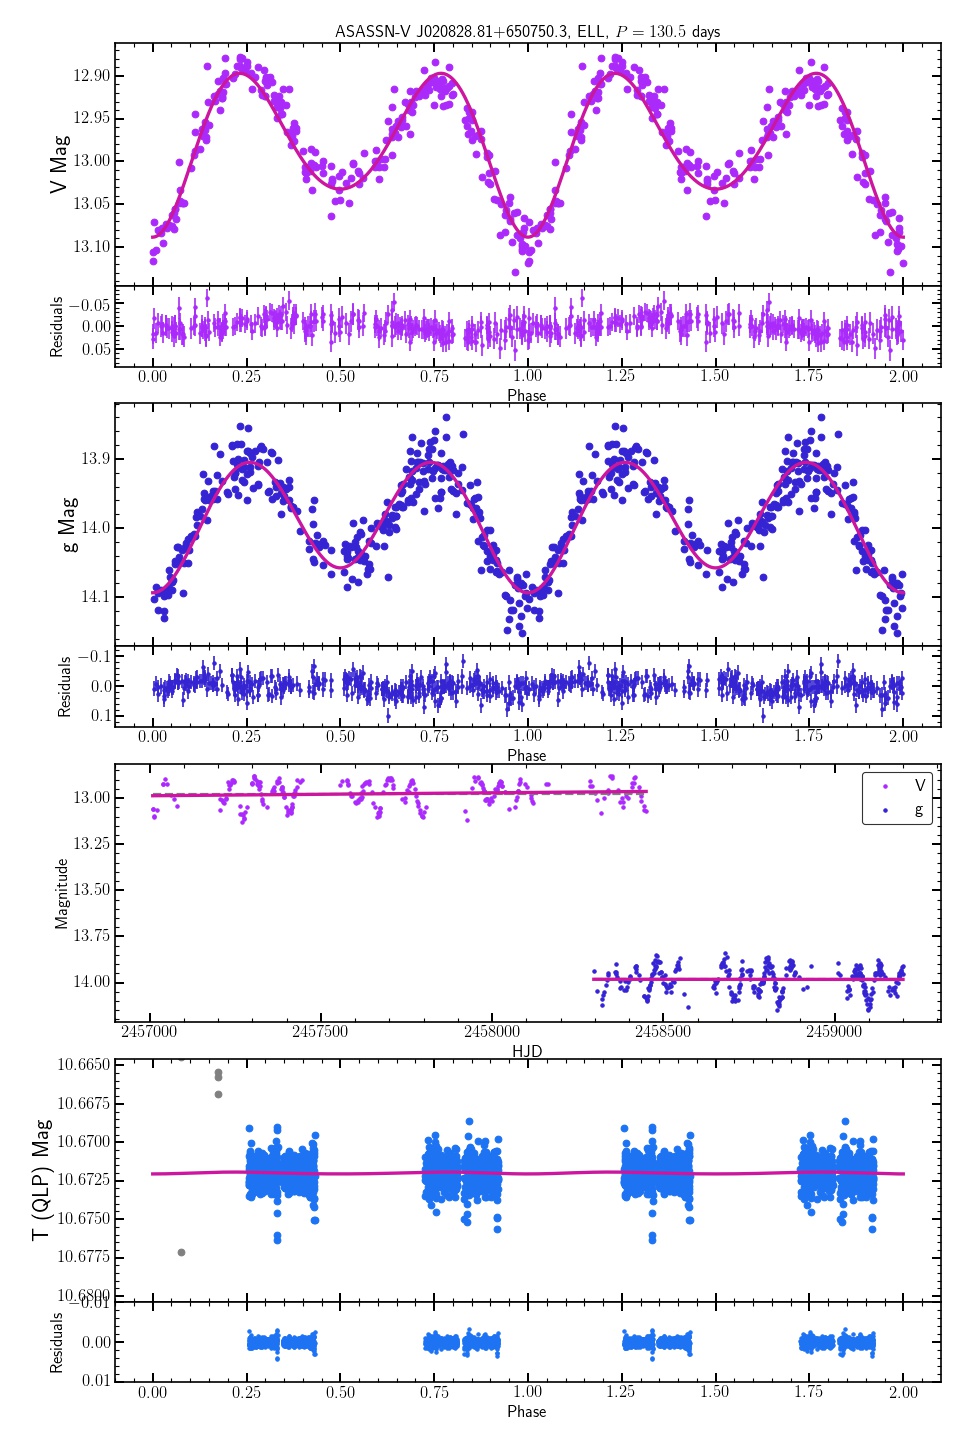 ASASSN-V J020828.81+650750.3, ELL, P = 130.5 days
V Mag
12.90
12.95
13.00
13.05
13.10
Residuals
−0.05
0.00
0.05
0.00 0.25 0.50 0.75 1.00 1.25 1.50 1.75 2.00
Phase
g Mag
13.9
14.0
14.1
Residuals
−0.1
0.0
0.1
0.00 0.25 0.50 0.75 1.00 1.25 1.50 1.75 2.00
Phase
Magnitude
13.00
13.25
13.50
13.75
14.00
V
g
2457000 2457500 2458000 2458500 2459000
HJD
T (QLP) Mag
10.6650
10.6675
10.6700
10.6725
10.6750
10.6775
10.6800
Residuals
−0.01
0.00
0.01
0.00 0.25 0.50 0.75 1.00 1.25 1.50 1.75 2.00
Phase